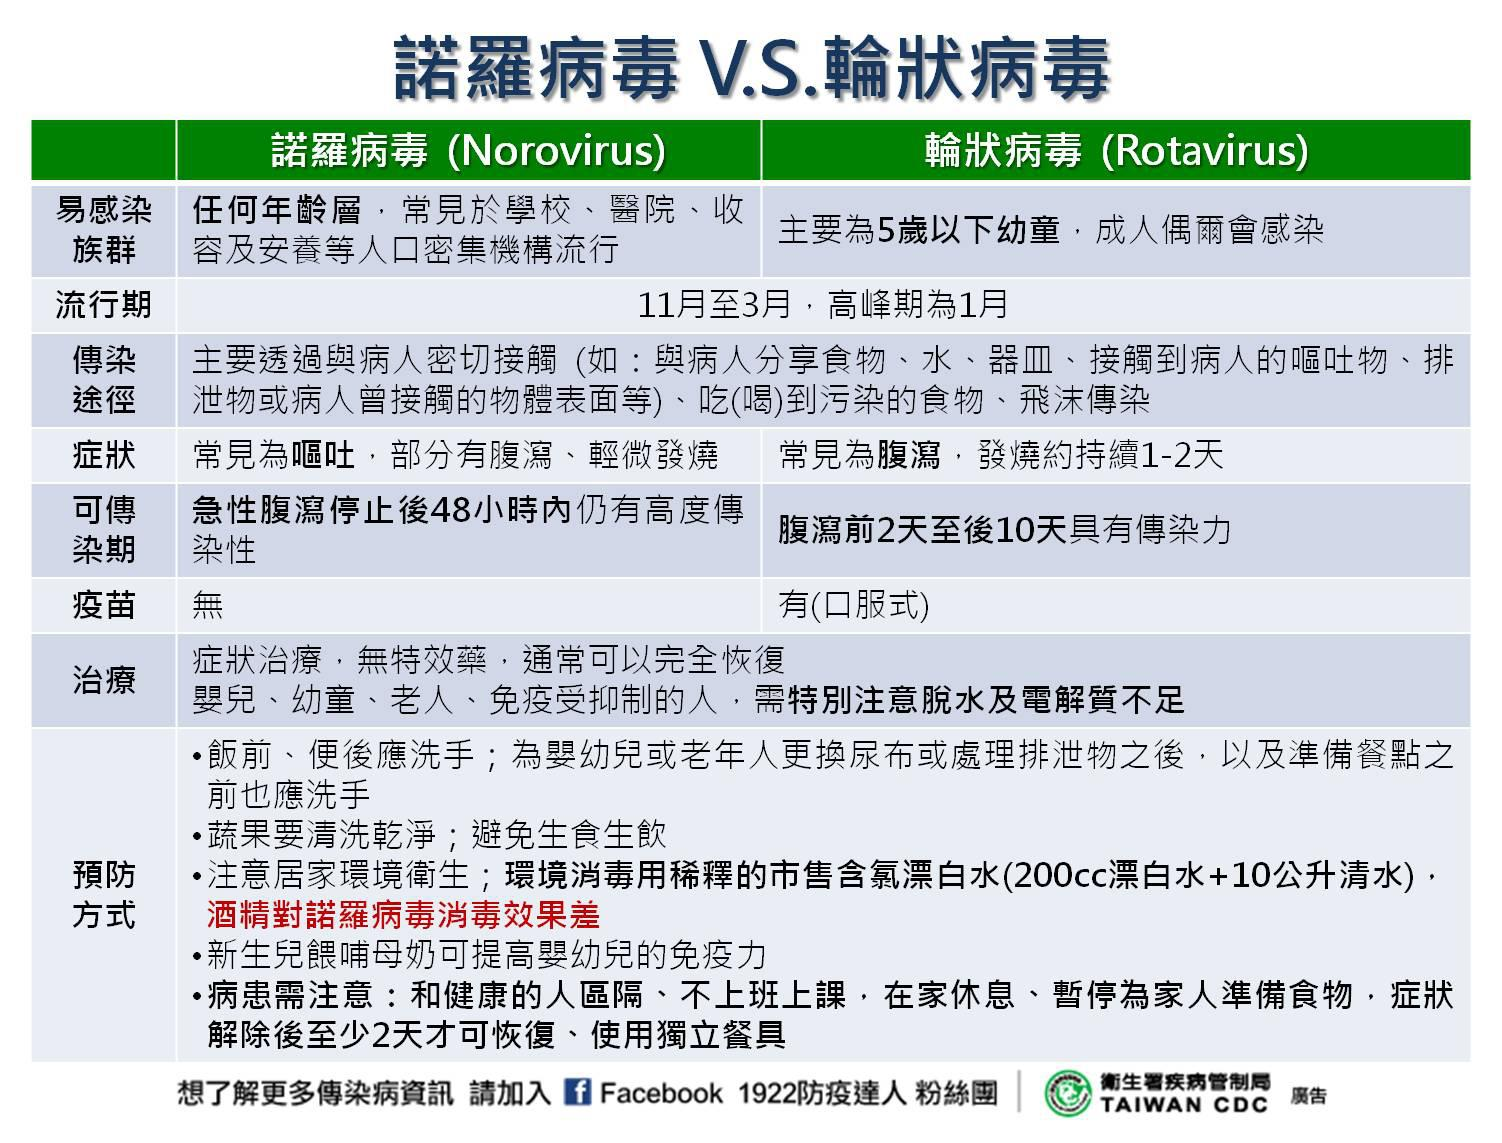 諾羅病毒 V.S.輪狀病毒
諾羅病毒 (Norovirus)
輪狀病毒 (Rotavirus)
易感染
族群
任何年齡層，常見於學校、醫院、收
容及安養等人口密集機構流行
主要為5歲以下幼童，成人偶爾會感染
流行期
11月至3月，高峰期為1月
傳染
途徑
主要透過與病人密切接觸 (如：與病人分享食物、水、器皿、接觸到病人的嘔吐物、排
泄物或病人曾接觸的物體表面等)、吃(喝)到污染的食物、飛沫傳染
症狀
常見為嘔吐，部分有腹瀉、輕微發燒
常見為腹瀉，發燒約持續1-2天
可傳
染期
急性腹瀉停止後48小時內仍有高度傳
染性
腹瀉前2天至後10天具有傳染力
疫苗
無
有(口服式)
治療
症狀治療，無特效藥，通常可以完全恢復
嬰兒、幼童、老人、免疫受抑制的人，需特別注意脫水及電解質不足
預防
方式
•飯前、便後應洗手；為嬰幼兒或老年人更換尿布或處理排泄物之後，以及準備餐點之
前也應洗手
•蔬果要清洗乾淨；避免生食生飲
•注意居家環境衛生；環境消毒用稀釋的市售含氯漂白水(200cc漂白水+10公升清水)，
酒精對諾羅病毒消毒效果差
•新生兒餵哺母奶可提高嬰幼兒的免疫力
•病患需注意：和健康的人區隔、不上班上課，在家休息、暫停為家人準備食物，症狀
解除後至少2天才可恢復、使用獨立餐具
想了解更多傳染病資訊 請加入 f Facebook 1922防疫達人 粉絲團
衛生署疾病管制局
TAIWAN CDC
廣告